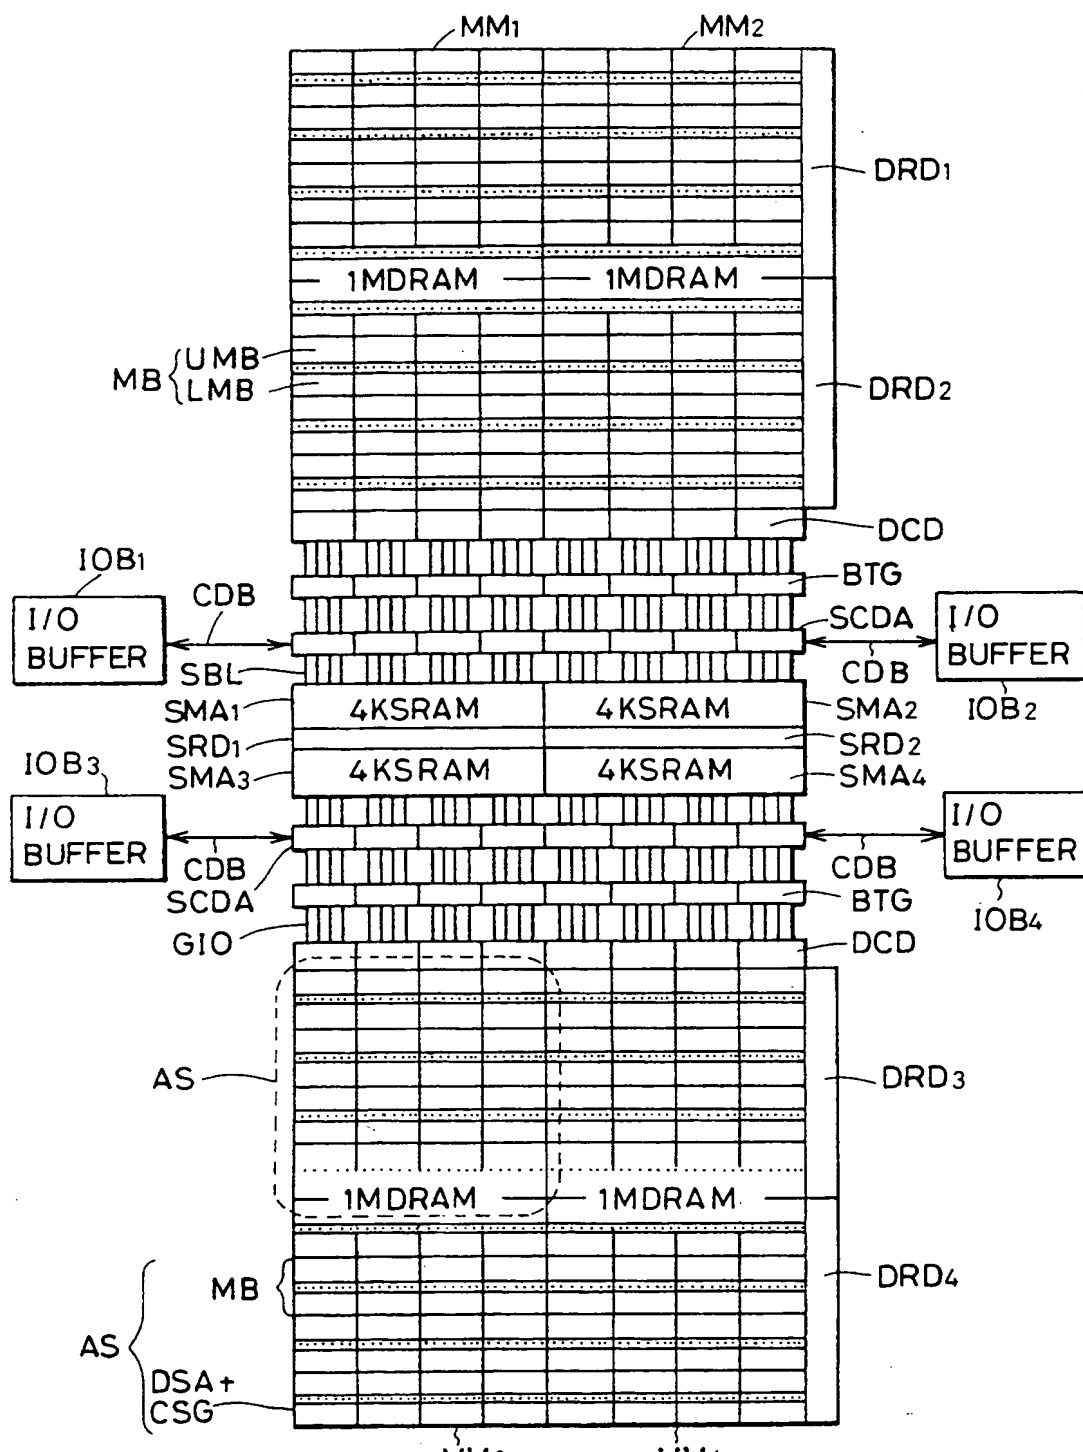 MM1 MM2
DRD1
1MDRAM 1MDRAM
MB { UMB
LMB
DRD2
DCD
IOB1
BTG
CDB
I/O
BUFFER
SCDA
I/O
BUFFER
CDB
SBL
SMA1 4KSRAM 4KSRAM SMA2
IOB2
SRD1 SRD2
IOB3
SMA3 4KSRAM 4KSRAM SMA4
I/O
BUFFER
I/O
BUFFER
CDB CDB
SCDA BTG
IOB4
GIO DCD
AS DRD3
1MDRAM 1MDRAM
MB DRD4
AS
DSA+
CSG